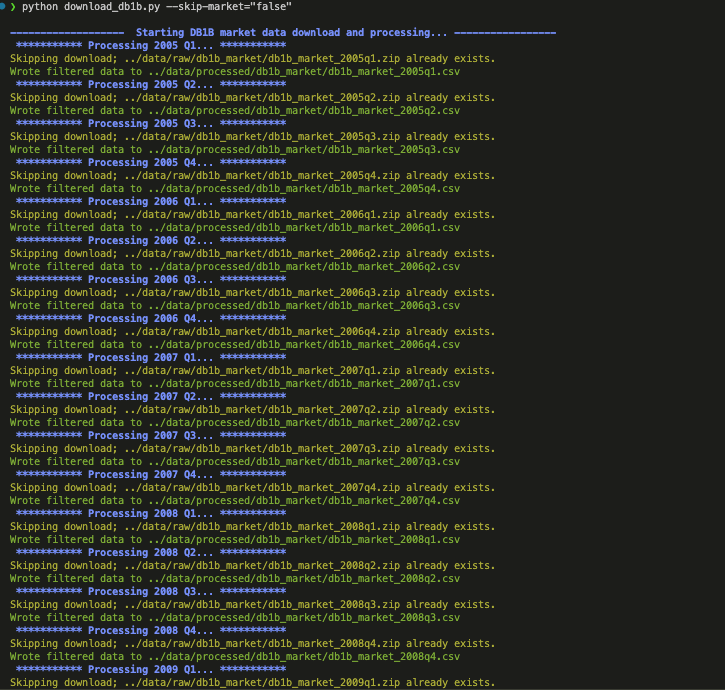 ❯ python download_db1b.py --skip-market="false"
------------------- Starting DB1B market data download and processing... -----------------
*********** Processing 2005 Q1... ***********
Skipping download; ../data/raw/db1b_market/db1b_market_2005q1.zip already exists.
Wrote filtered data to ../data/processed/db1b_market/db1b_market_2005q1.csv
*********** Processing 2005 Q2... ***********
Skipping download; ../data/raw/db1b_market/db1b_market_2005q2.zip already exists.
Wrote filtered data to ../data/processed/db1b_market/db1b_market_2005q2.csv
*********** Processing 2005 Q3... ***********
Skipping download; ../data/raw/db1b_market/db1b_market_2005q3.zip already exists.
Wrote filtered data to ../data/processed/db1b_market/db1b_market_2005q3.csv
*********** Processing 2005 Q4... ***********
Skipping download; ../data/raw/db1b_market/db1b_market_2005q4.zip already exists.
Wrote filtered data to ../data/processed/db1b_market/db1b_market_2005q4.csv
*********** Processing 2006 Q1... ***********
Skipping download; ../data/raw/db1b_market/db1b_market_2006q1.zip already exists.
Wrote filtered data to ../data/processed/db1b_market/db1b_market_2006q1.csv
*********** Processing 2006 Q2... ***********
Skipping download; ../data/raw/db1b_market/db1b_market_2006q2.zip already exists.
Wrote filtered data to ../data/processed/db1b_market/db1b_market_2006q2.csv
*********** Processing 2006 Q3... ***********
Skipping download; ../data/raw/db1b_market/db1b_market_2006q3.zip already exists.
Wrote filtered data to ../data/processed/db1b_market/db1b_market_2006q3.csv
*********** Processing 2006 Q4... ***********
Skipping download; ../data/raw/db1b_market/db1b_market_2006q4.zip already exists.
Wrote filtered data to ../data/processed/db1b_market/db1b_market_2006q4.csv
*********** Processing 2007 Q1... ***********
Skipping download; ../data/raw/db1b_market/db1b_market_2007q1.zip already exists.
Wrote filtered data to ../data/processed/db1b_market/db1b_market_2007q1.csv
*********** Processing 2007 Q2... ***********
Skipping download; ../data/raw/db1b_market/db1b_market_2007q2.zip already exists.
Wrote filtered data to ../data/processed/db1b_market/db1b_market_2007q2.csv
*********** Processing 2007 Q3... ***********
Skipping download; ../data/raw/db1b_market/db1b_market_2007q3.zip already exists.
Wrote filtered data to ../data/processed/db1b_market/db1b_market_2007q3.csv
*********** Processing 2007 Q4... ***********
Skipping download; ../data/raw/db1b_market/db1b_market_2007q4.zip already exists.
Wrote filtered data to ../data/processed/db1b_market/db1b_market_2007q4.csv
*********** Processing 2008 Q1... ***********
Skipping download; ../data/raw/db1b_market/db1b_market_2008q1.zip already exists.
Wrote filtered data to ../data/processed/db1b_market/db1b_market_2008q1.csv
*********** Processing 2008 Q2... ***********
Skipping download; ../data/raw/db1b_market/db1b_market_2008q2.zip already exists.
Wrote filtered data to ../data/processed/db1b_market/db1b_market_2008q2.csv
*********** Processing 2008 Q3... ***********
Skipping download; ../data/raw/db1b_market/db1b_market_2008q3.zip already exists.
Wrote filtered data to ../data/processed/db1b_market/db1b_market_2008q3.csv
*********** Processing 2008 Q4... ***********
Skipping download; ../data/raw/db1b_market/db1b_market_2008q4.zip already exists.
Wrote filtered data to ../data/processed/db1b_market/db1b_market_2008q4.csv
*********** Processing 2009 Q1... ***********
Skipping download; ../data/raw/db1b_market/db1b_market_2009q1.zip already exists.